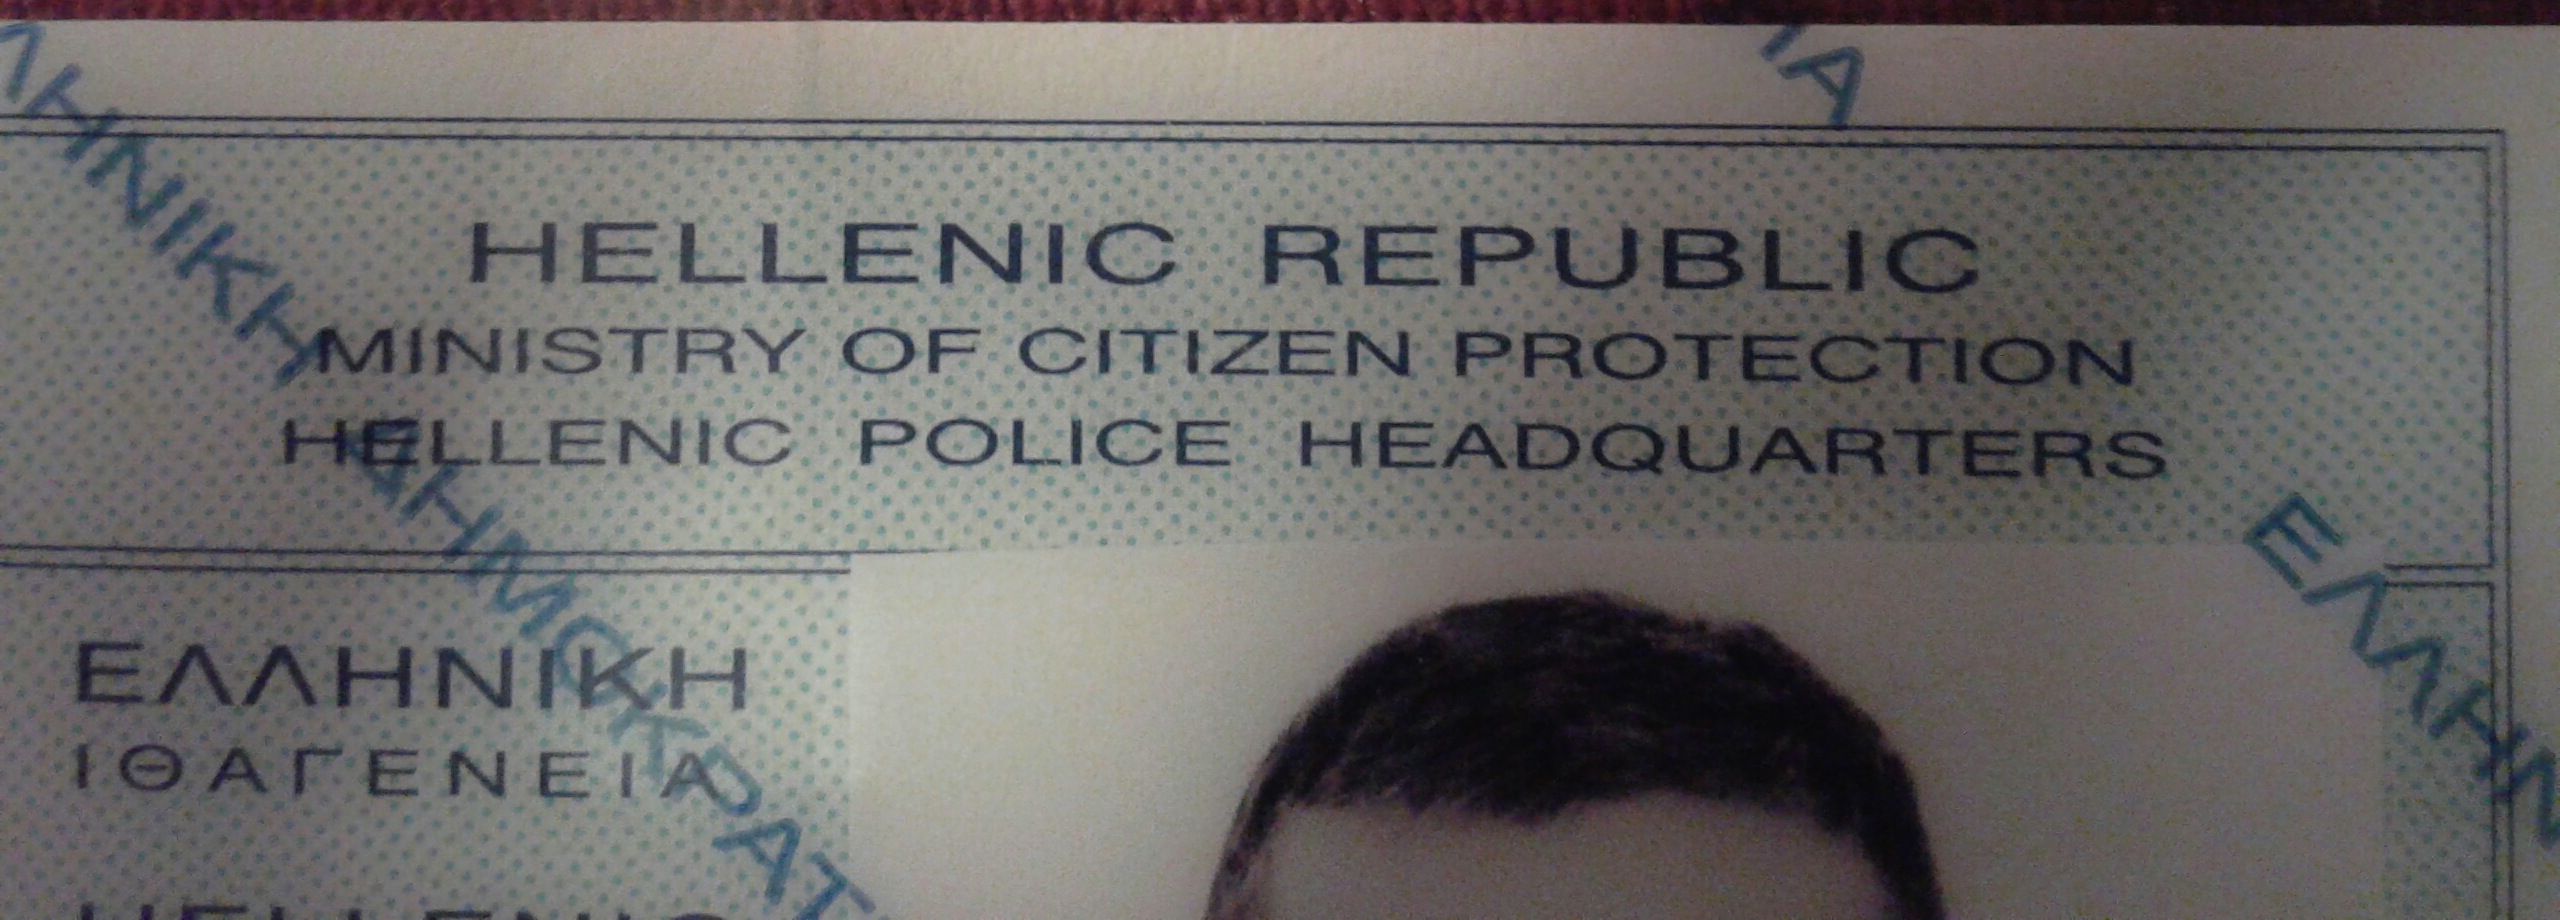 HELLENIC REPUBLIC
MINISTRY OF CITIZEN PROTECTION
HELLENIC POLICE HEADQUARTERS
ΕΛΛΗΝΙΚΗ
ΙΘΑΓΕΝΕΙΑ